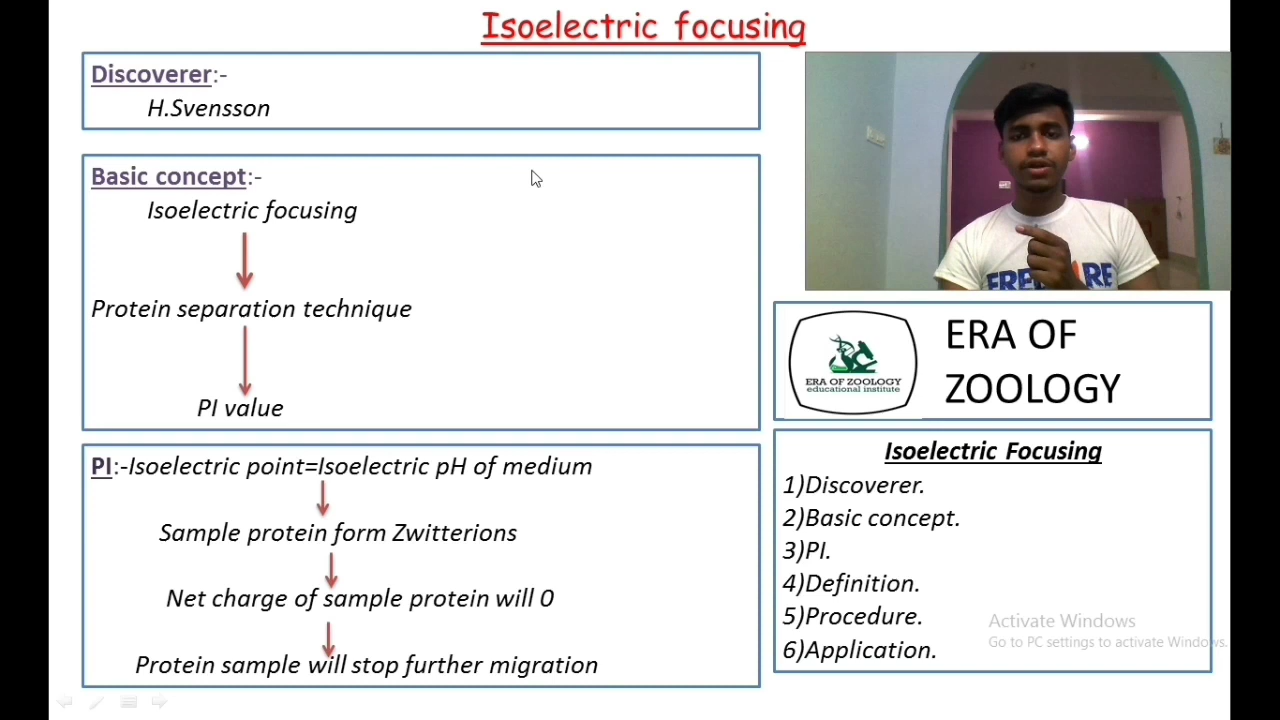 Isoelectric focusing
Discoverer:-
H.Svensson
Basic concept:-
Isoelectric focusing
Protein separation technique
PI value
PI:-Isoelectric point=Isoelectric pH of medium
Sample protein form Zwitterions
Net charge of sample protein will 0
Protein sample will stop further migration
FREE F RE
ERA OF ZOOLOGY
educational institute
ERA OF
ZOOLOGY
Isoelectric Focusing
1)Discoverer.
2)Basic concept.
3)PI.
4)Definition.
5)Procedure.
6)Application.
Activate Windows
Go to PC settings to activate Windows.